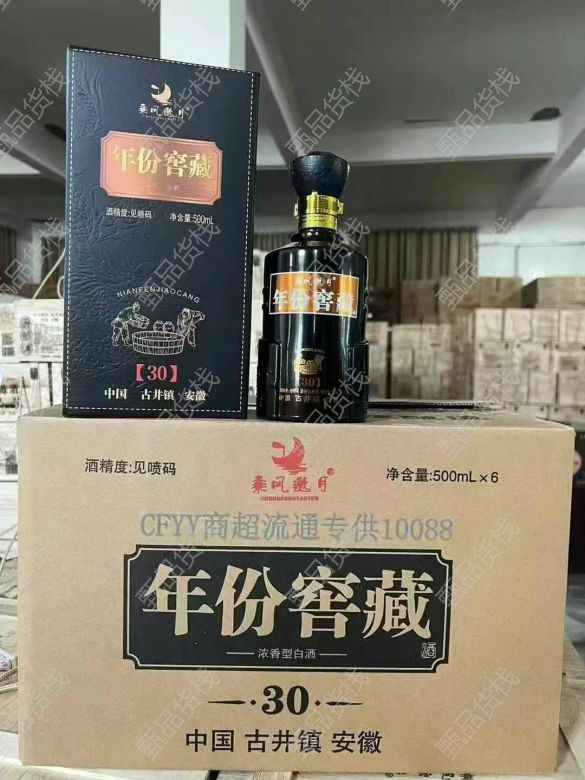 乘风邀月®
年份窖藏
酒精度:见喷码
净含量:500mL
NIANFENJIAOCANG
【30】
中国 古井镇 安徽
乘风邀月®
年份窖藏
【30】
中国 古井镇
乘风邀月®
CHENGFENGYAOYUE
酒精度:见喷码
净含量:500mL×6
CFYY商超流通专供10088
年份窖藏
酒
浓香型白酒
·30·
中国 古井镇 安徽
甄品货栈